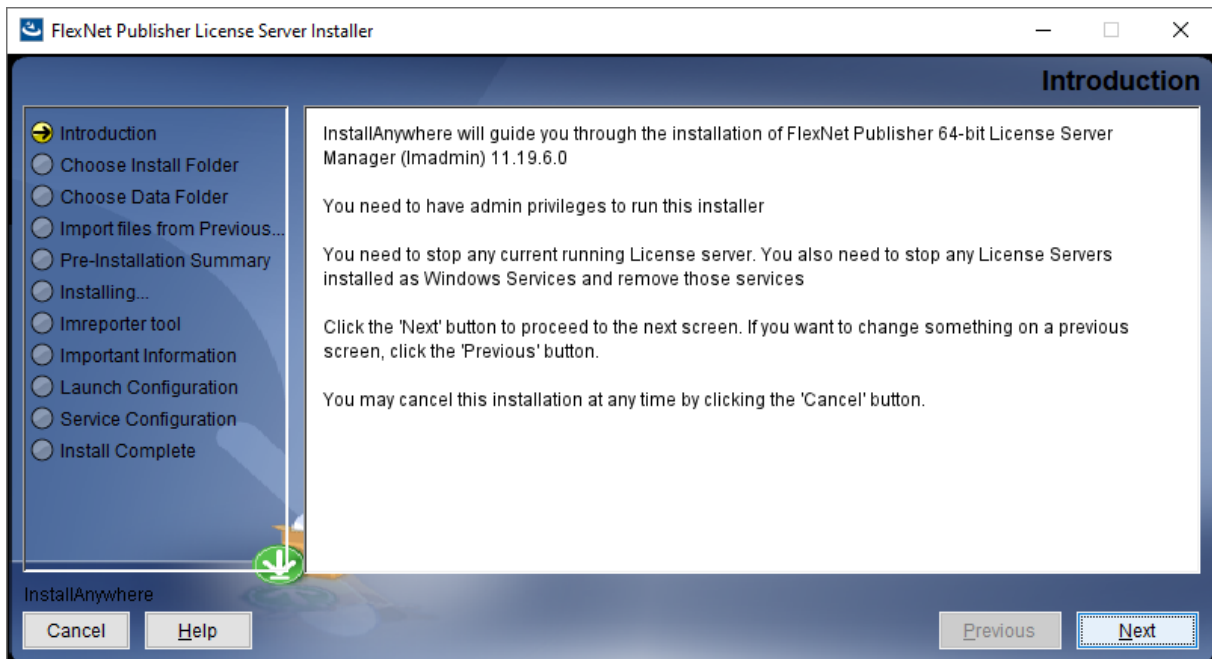 FlexNet Publisher License Server Installer
Introduction
Introduction
Choose Install Folder
Choose Data Folder
Import files from Previous...
Pre-Installation Summary
Installing...
lmreporter tool
Important Information
Launch Configuration
Service Configuration
Install Complete
InstallAnywhere will guide you through the installation of FlexNet Publisher 64-bit License Server
Manager (lmadmin) 11.19.6.0
You need to have admin privileges to run this installer
You need to stop any current running License server. You also need to stop any License Servers
installed as Windows Services and remove those services
Click the 'Next' button to proceed to the next screen. If you want to change something on a previous
screen, click the 'Previous' button.
You may cancel this installation at any time by clicking the 'Cancel' button.
InstallAnywhere
Cancel
Help
Previous
Next